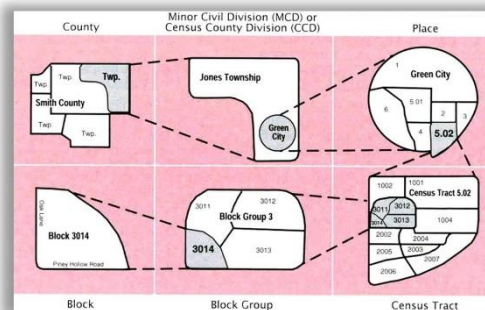 Minor Civil Division (MCD) or
County
Census County Division (CCD)
Place
Twp.
Twp.
Twp.
Smith County
Twp.
Twp.
Jones Township
Green
City
1
Green City
5.01
6
2
3
4
5.02
Oak Lane
Block 3014
Piney Hollow Road
3011
3012
Block Group 3
3014
3013
1002
1001
Census Tract 5.02
3011
3012
3014
3013
1004
2002
2004
2005
2003
2007
2006
Block
Block Group
Census Tract